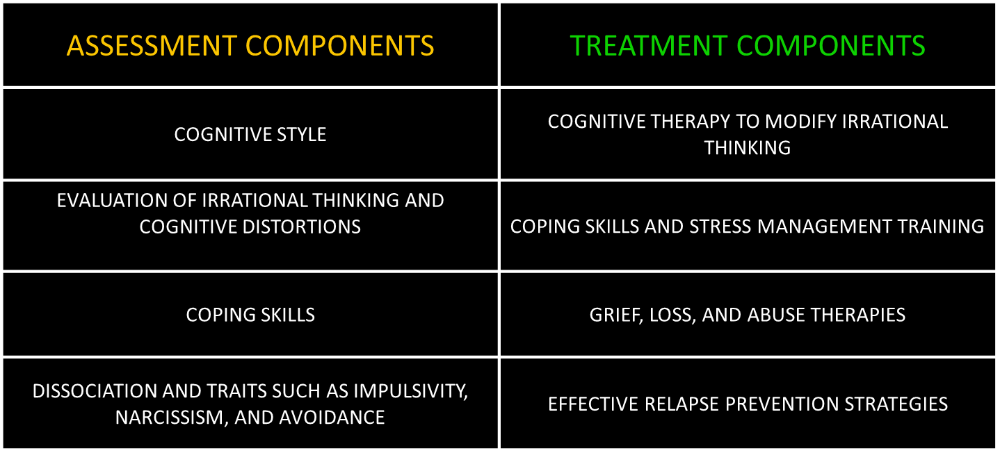 ASSESSMENT COMPONENTS
TREATMENT COMPONENTS
COGNITIVE STYLE
COGNITIVE THERAPY TO MODIFY IRRATIONAL
THINKING
EVALUATION OF IRRATIONAL THINKING AND
COGNITIVE DISTORTIONS
COPING SKILLS AND STRESS MANAGEMENT TRAINING
COPING SKILLS
GRIEF, LOSS, AND ABUSE THERAPIES
DISSOCIATION AND TRAITS SUCH AS IMPULSIVITY,
NARCISSISM, AND AVOIDANCE
EFFECTIVE RELAPSE PREVENTION STRATEGIES